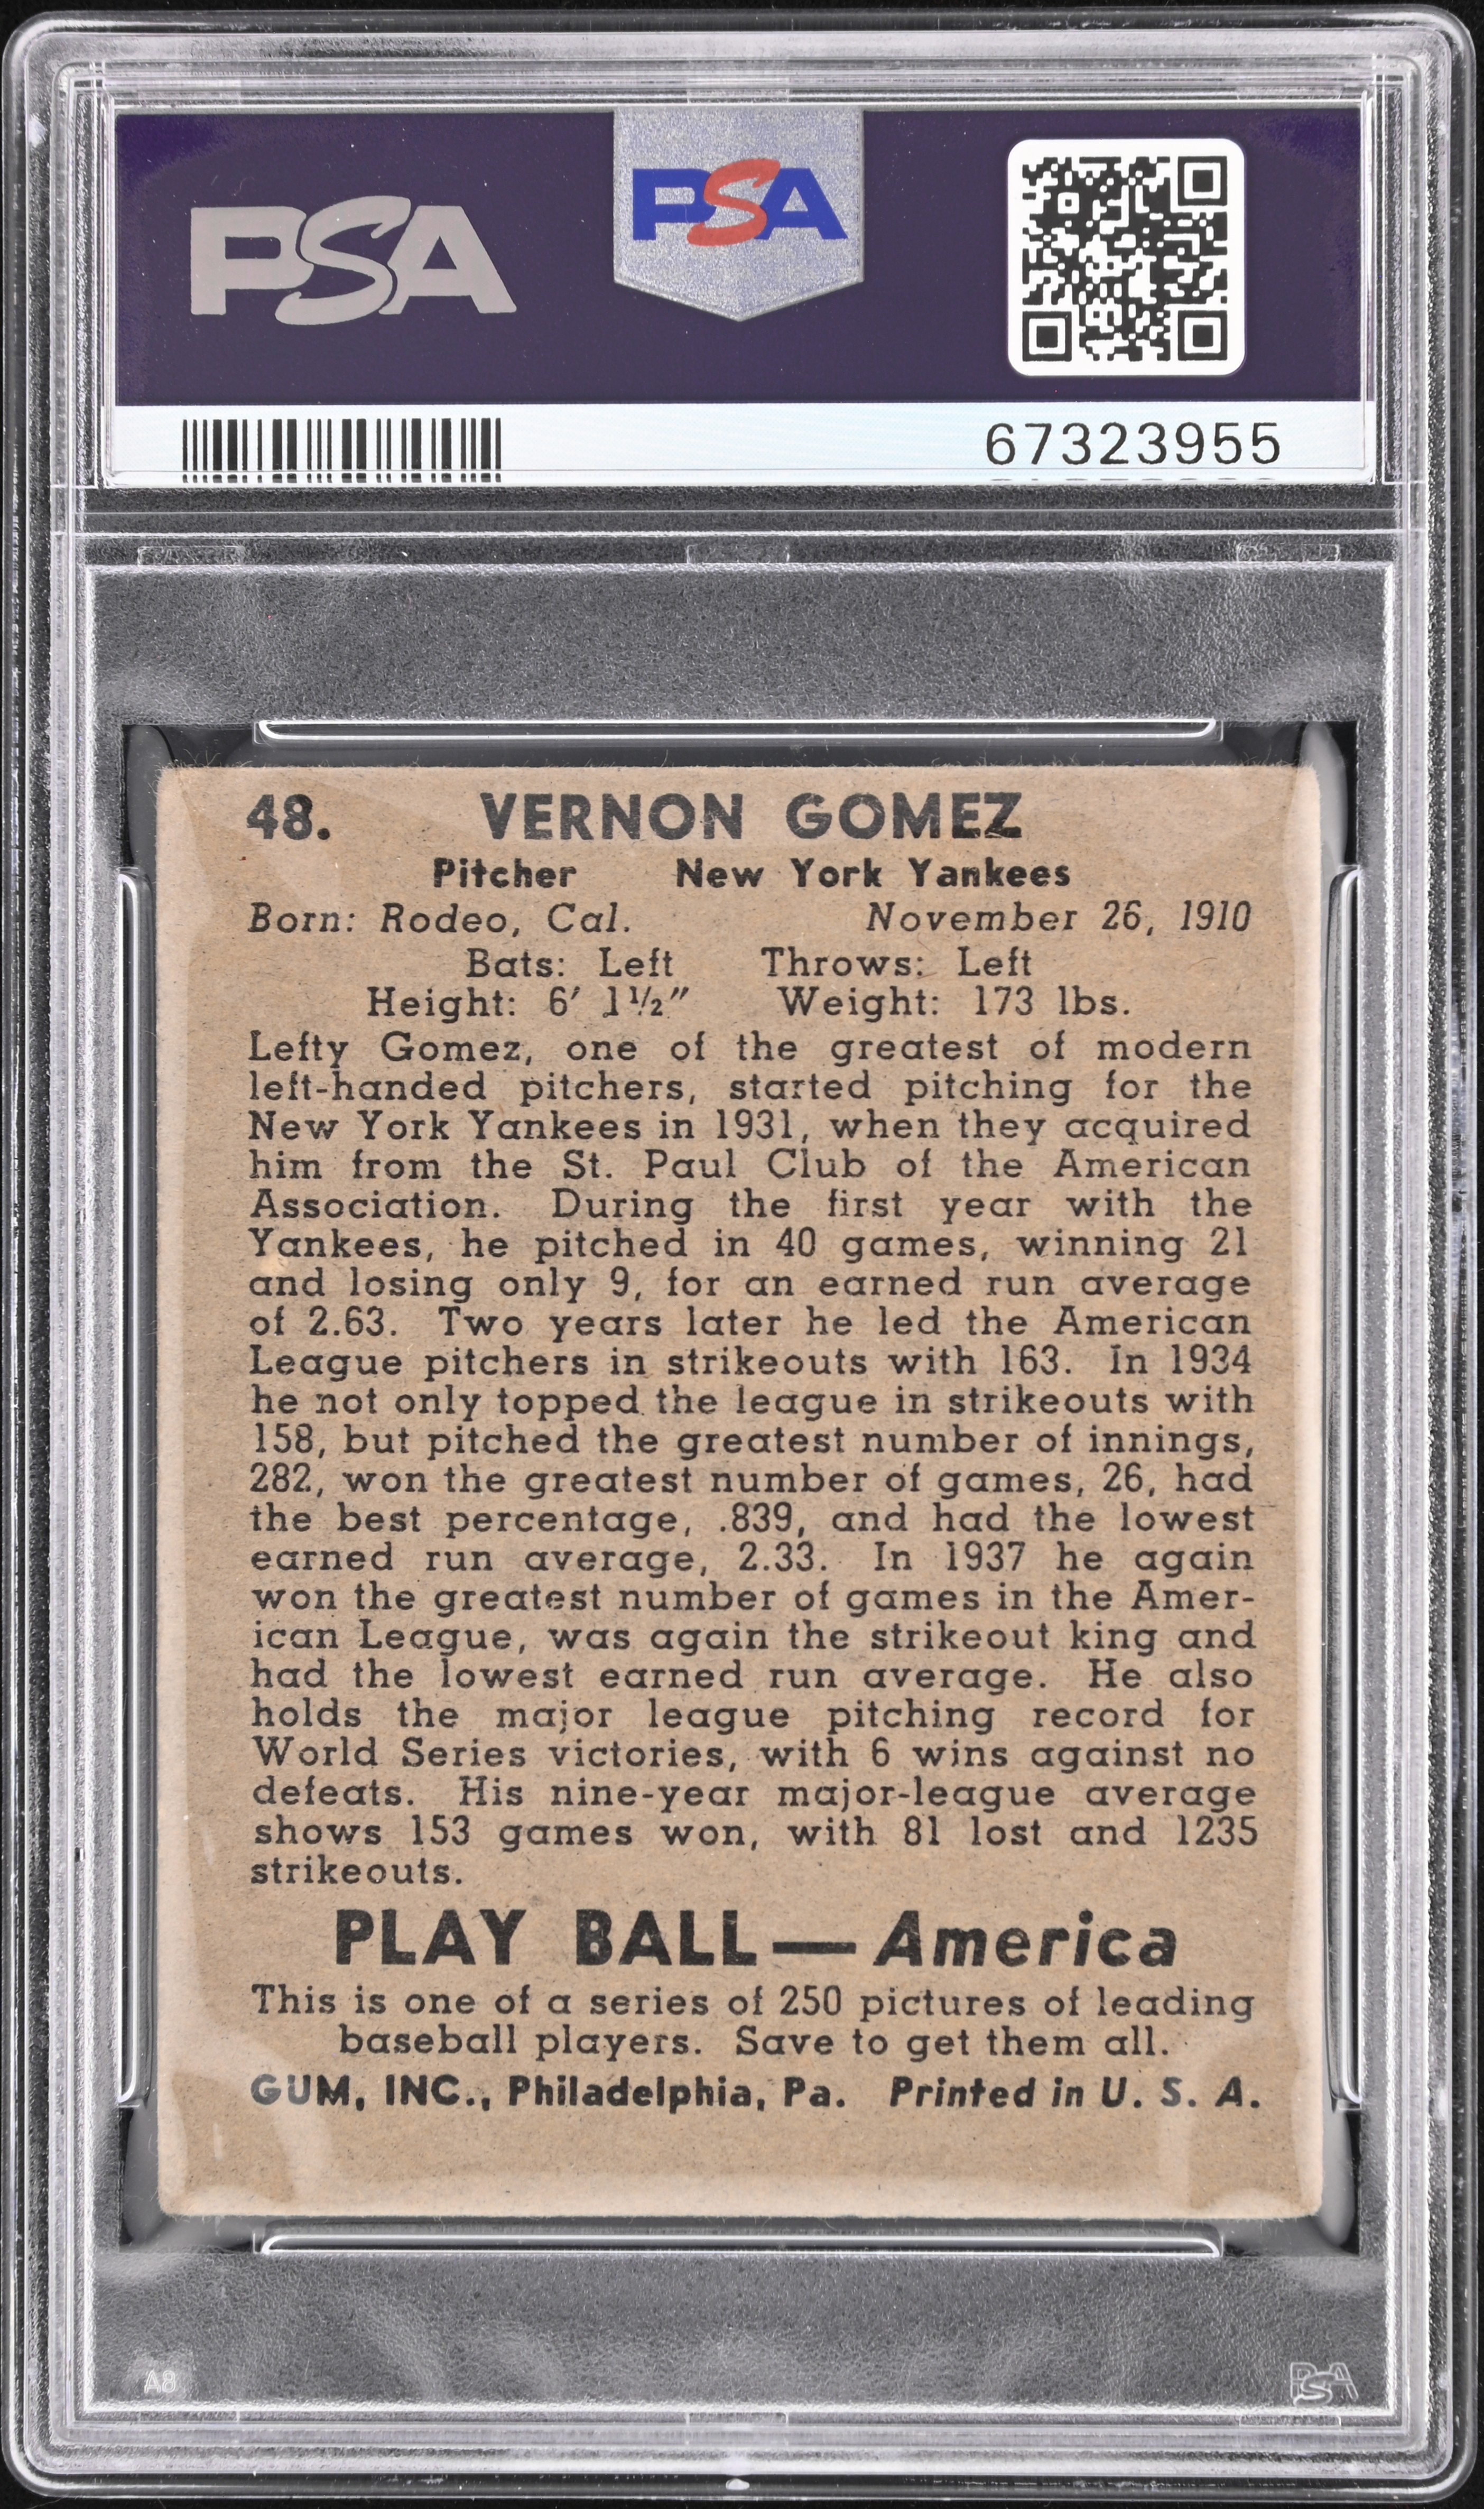 PSA
PSA
67323955
48. VERNON GOMEZ
Pitcher New York Yankees
Born: Rodeo, Cal. November 26, 1910
Bats: Left Throws: Left
Height: 6′ 1½″ Weight: 173 lbs.
Lefty Gomez, one of the greatest of modern
left-handed pitchers, started pitching for the
New York Yankees in 1931, when they acquired
him from the St. Paul Club of the American
Association. During the first year with the
Yankees, he pitched in 40 games, winning 21
and losing only 9, for an earned run average
of 2.63. Two years later he led the American
League pitchers in strikeouts with 163. In 1934
he not only topped the league in strikeouts with
158, but pitched the greatest number of innings,
282, won the greatest number of games, 26, had
the best percentage, .839, and had the lowest
earned run average, 2.33. In 1937 he again
won the greatest number of games in the Amer-
ican League, was again the strikeout king and
had the lowest earned run average. He also
holds the major league pitching record for
World Series victories, with 6 wins against no
defeats. His nine-year major-league average
shows 153 games won, with 81 lost and 1235
strikeouts.
PLAY BALL—America
This is one of a series of 250 pictures of leading
baseball players. Save to get them all.
GUM, INC., Philadelphia, Pa. Printed in U. S. A.
A8
PSA